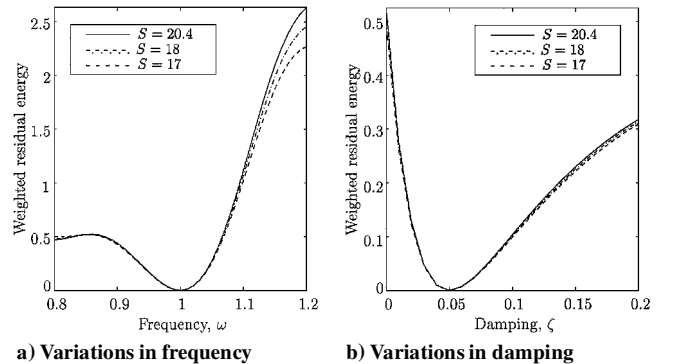 Weighted residual energy
2.5
2
1.5
1
0.5
0
S = 20.4
S = 18
S = 17
0.8 0.9 1 1.1 1.2
Frequency, ω
a) Variations in frequency
Weighted residual energy
0.5
0.4
0.3
0.2
0.1
0
S = 20.4
S = 18
S = 17
0 0.05 0.1 0.15 0.2
Damping, ζ
b) Variations in damping